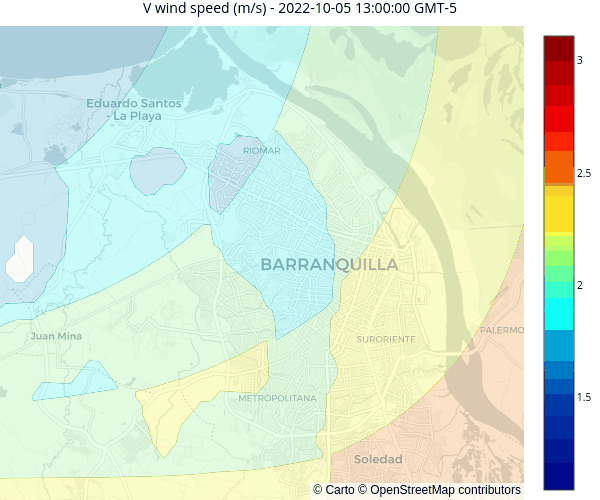 V wind speed (m/s) - 2022-10-05 13:00:00 GMT-5
3
Eduardo Santos
La Playa
RIOMAR
2.5
BARRANQUILLA
2
Juan Mina
SURORIENTE
PALERMO
METROPOLITANA
1.5
Soledad
© Carto © OpenStreetMap contributors